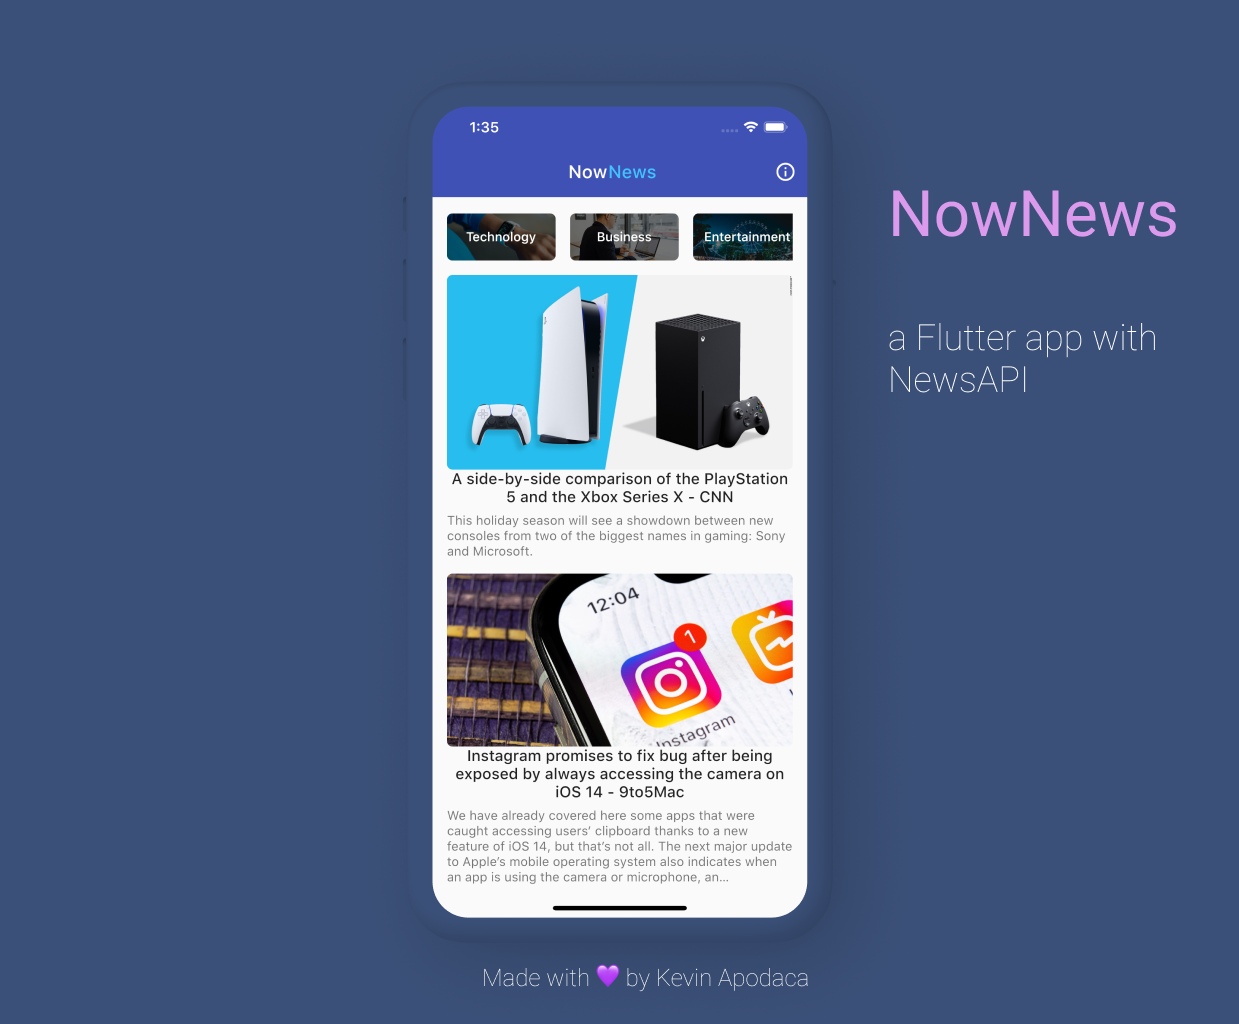 1:35
NowNews
Technology
Business
Entertainment
A side-by-side comparison of the PlayStation
5 and the Xbox Series X - CNN
This holiday season will see a showdown between new
consoles from two of the biggest names in gaming: Sony
and Microsoft.
12:04
1
Instagram
Instagram promises to fix bug after being
exposed by always accessing the camera on
iOS 14 - 9to5Mac
We have already covered here some apps that were
caught accessing users’ clipboard thanks to a new
feature of iOS 14, but that’s not all. The next major update
to Apple’s mobile operating system also indicates when
an app is using the camera or microphone, an...
NowNews
a Flutter app with
NewsAPI
Made with 💜 by Kevin Apodaca